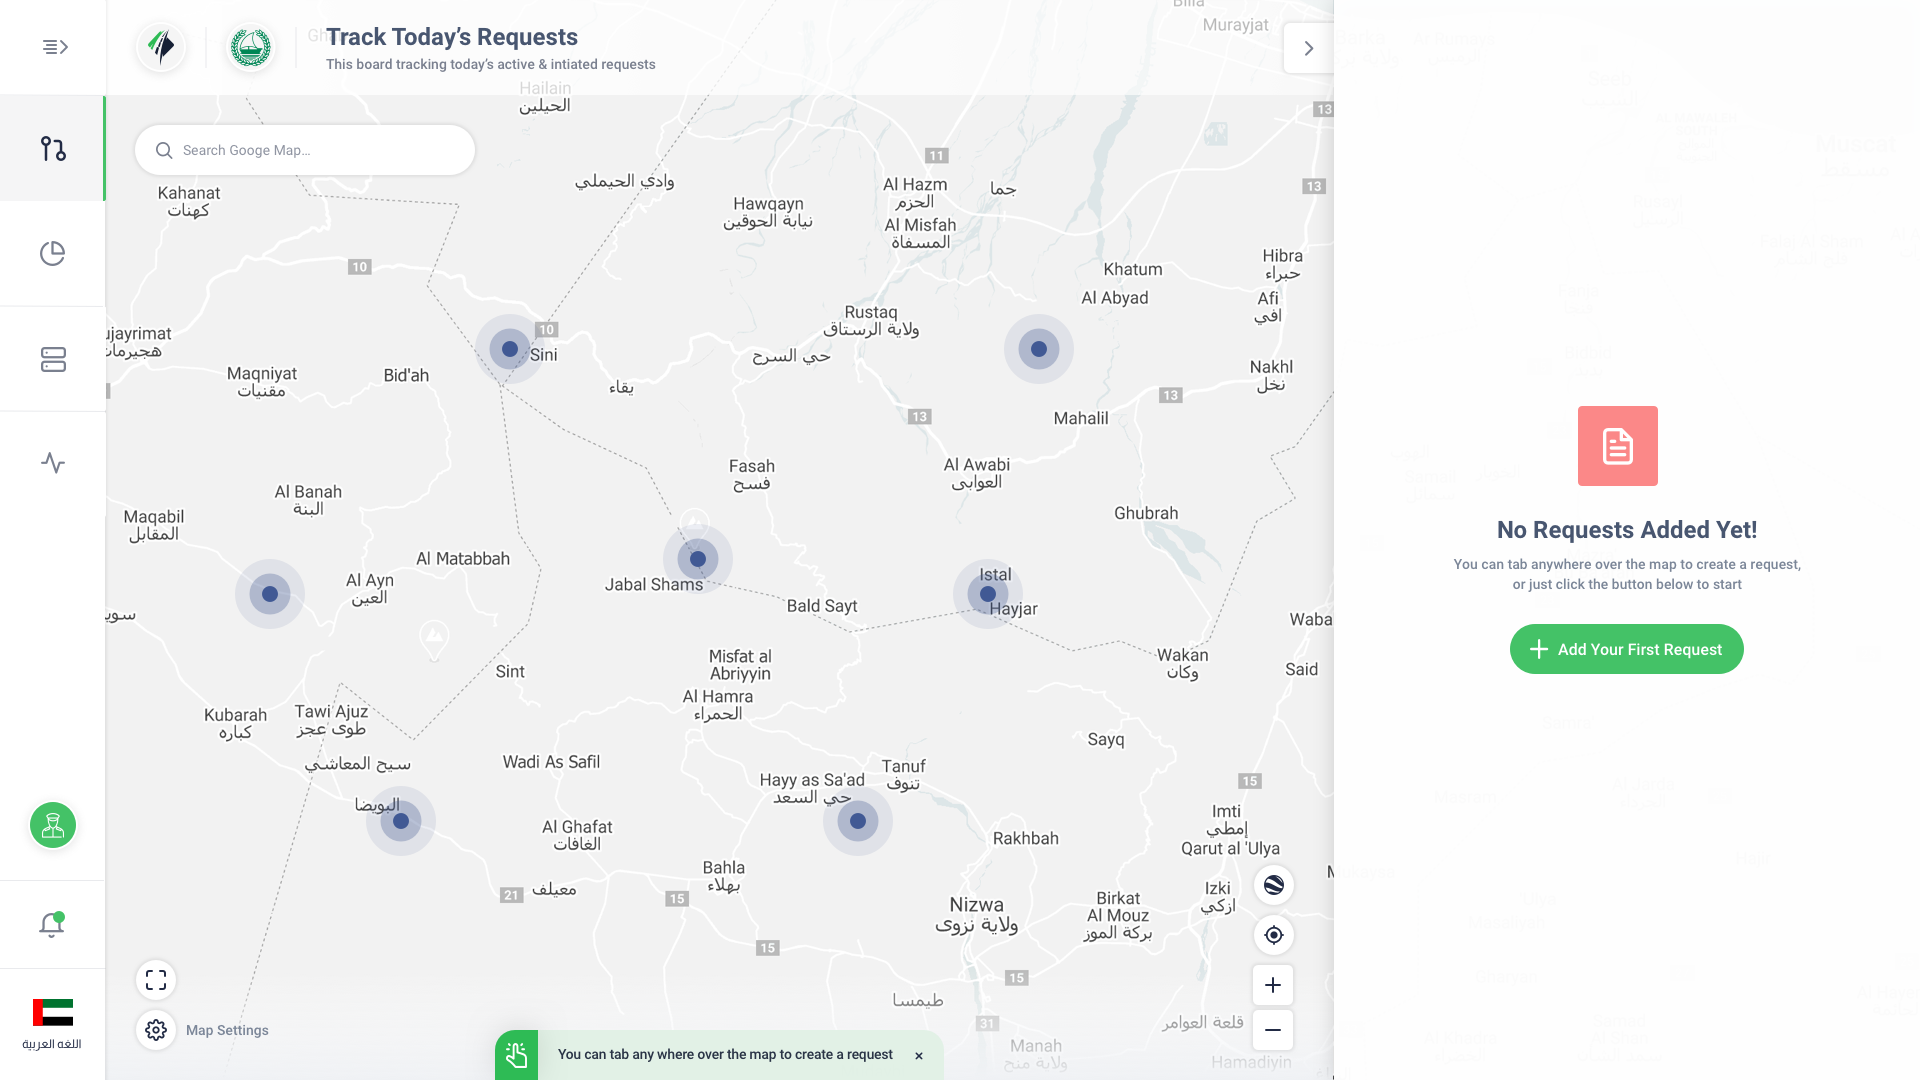 Track Today's Requests
This board tracking today's active & intiated requests
Murayjat
Hailain
الحيلين
13
Search Googe Map...
11
وادي الحيملي
Al Hazm
الحزم
جما
13
Kahanat
كهنات
Hawqayn
نيابة الحوقين
Al Misfah
المسفاة
Hibra
حبراء
10
Khatum
Al Abyad
Afi
افي
Rustaq
ولاية الرستاق
10
Sini
حي السرح
ujayrimat
هجيرمات
Maqniyat
مقنيات
Bid'ah
يقاء
Nakhl
نخل
13
13
Mahalil
Fasah
فسح
Al Awabi
العوابى
Al Banah
البنة
Maqabil
المقابل
Ghubrah
Al Matabbah
Al Ayn
العين
Jabal Shams
Istal
Hayjar
Bald Sayt
Waba
Misfat al
Abriyyin
Wakan
وكان
Sint
Said
Al Hamra
الحمراء
Kubarah
كباره
Tawi Ajuz
طوى عجز
Sayq
سيح المعاشي
Wadi As Safil
Tanuf
تنوف
Hayy as Sa'ad
حي السعد
15
البويضا
Imti
إمطي
Al Ghafat
الغافات
Rakhbah
Qarut al 'Ulya
Bahla
بهلاء
21
معيلف
15
Izki
ازكي
Birkat
Al Mouz
بركة الموز
Nizwa
ولاية نزوى
15
15
طيمسا
31
قلعة العوامر
Manah
ولاية منح
Hamadiyin
Map Settings
You can tab any where over the map to create a request
اللغه العربية
No Requests Added Yet!
You can tab anywhere over the map to create a request,
or just click the button below to start
Add Your First Request